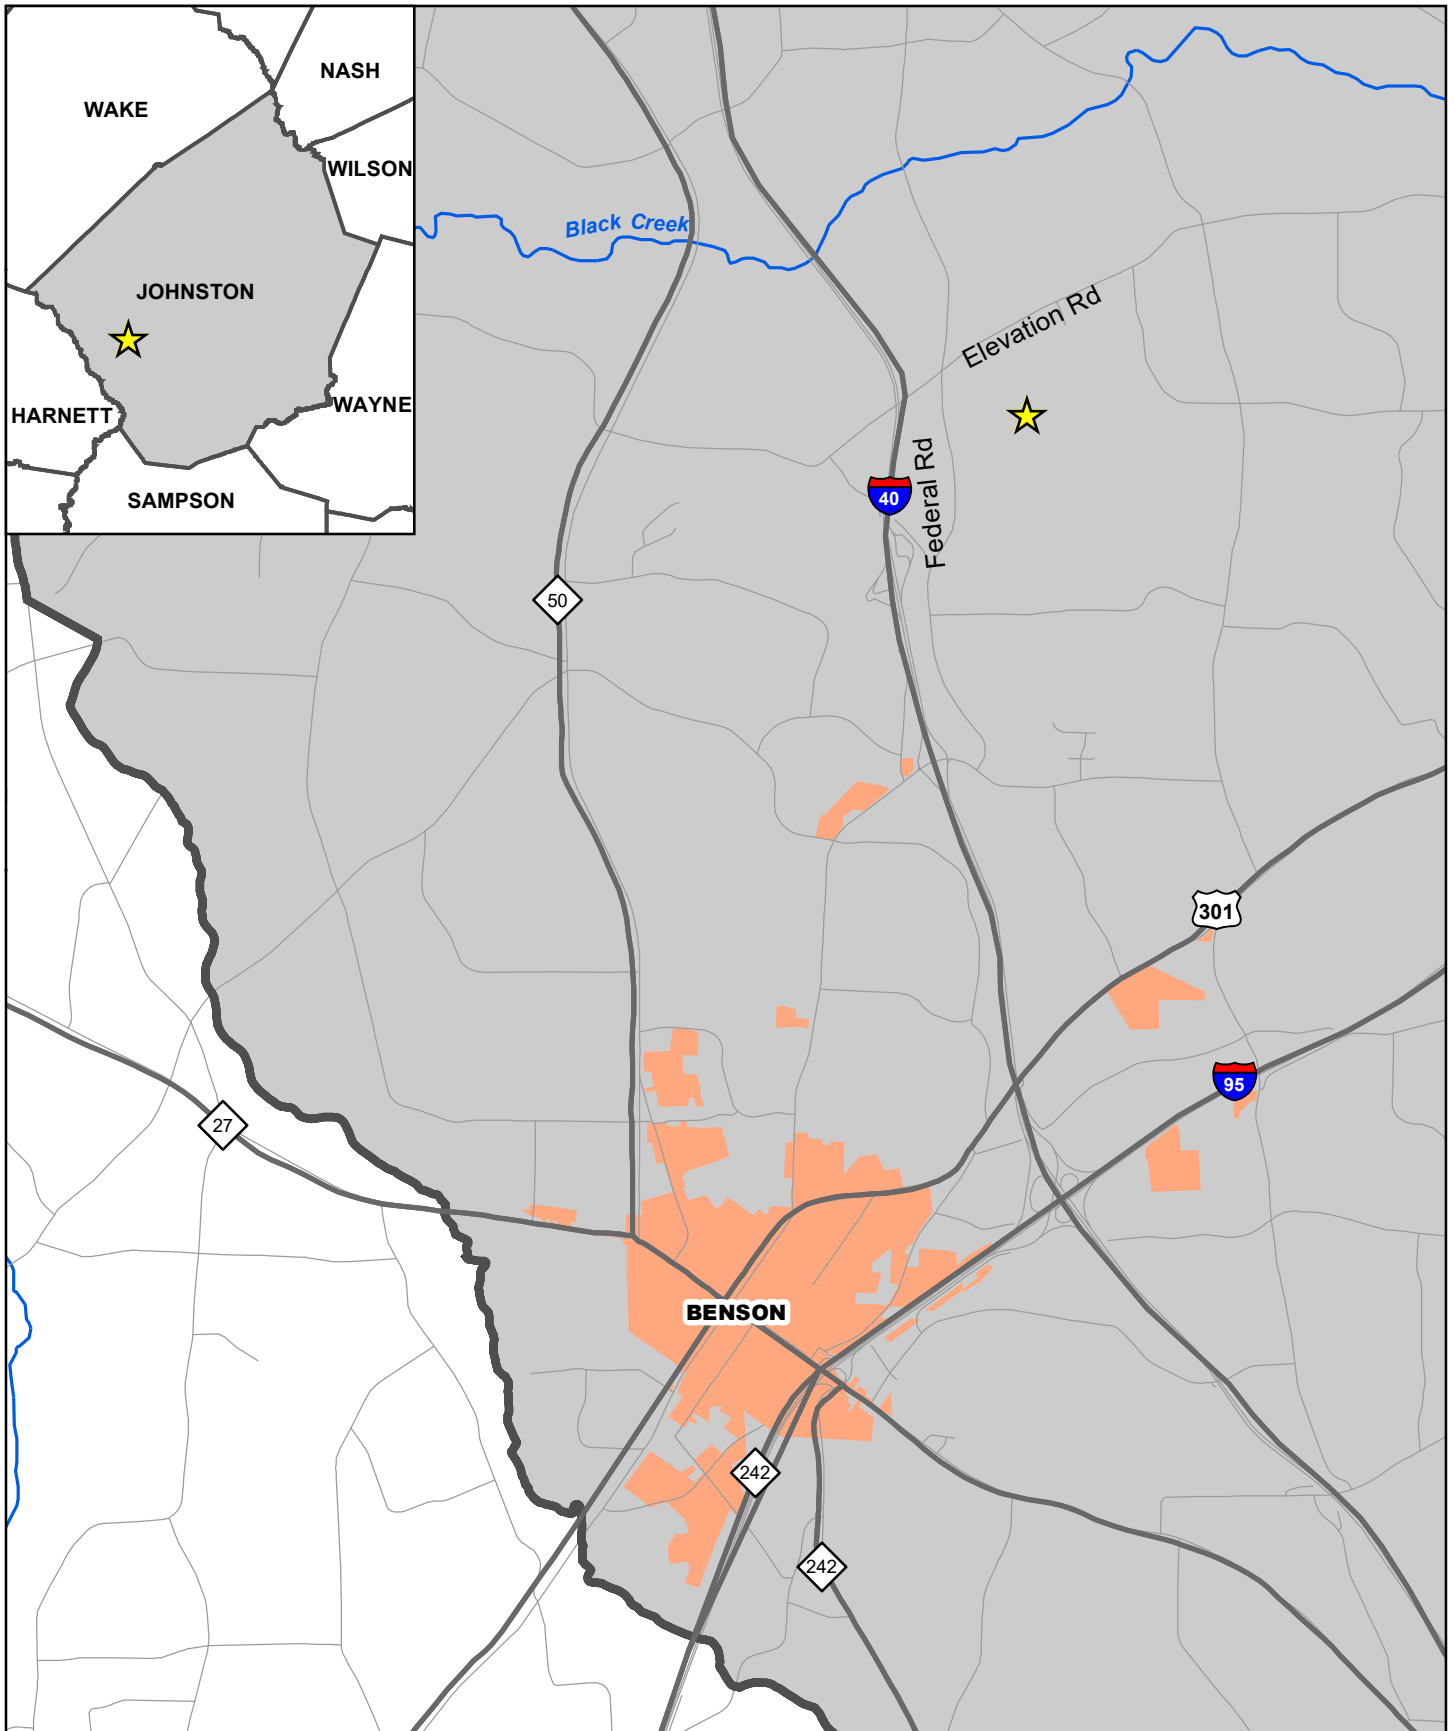 NASH
WAKE
WILSON
JOHNSTON
HARNETT
WAYNE
SAMPSON
Black Creek
Elevation Rd
Federal Rd
40
50
301
95
27
BENSON
242
242